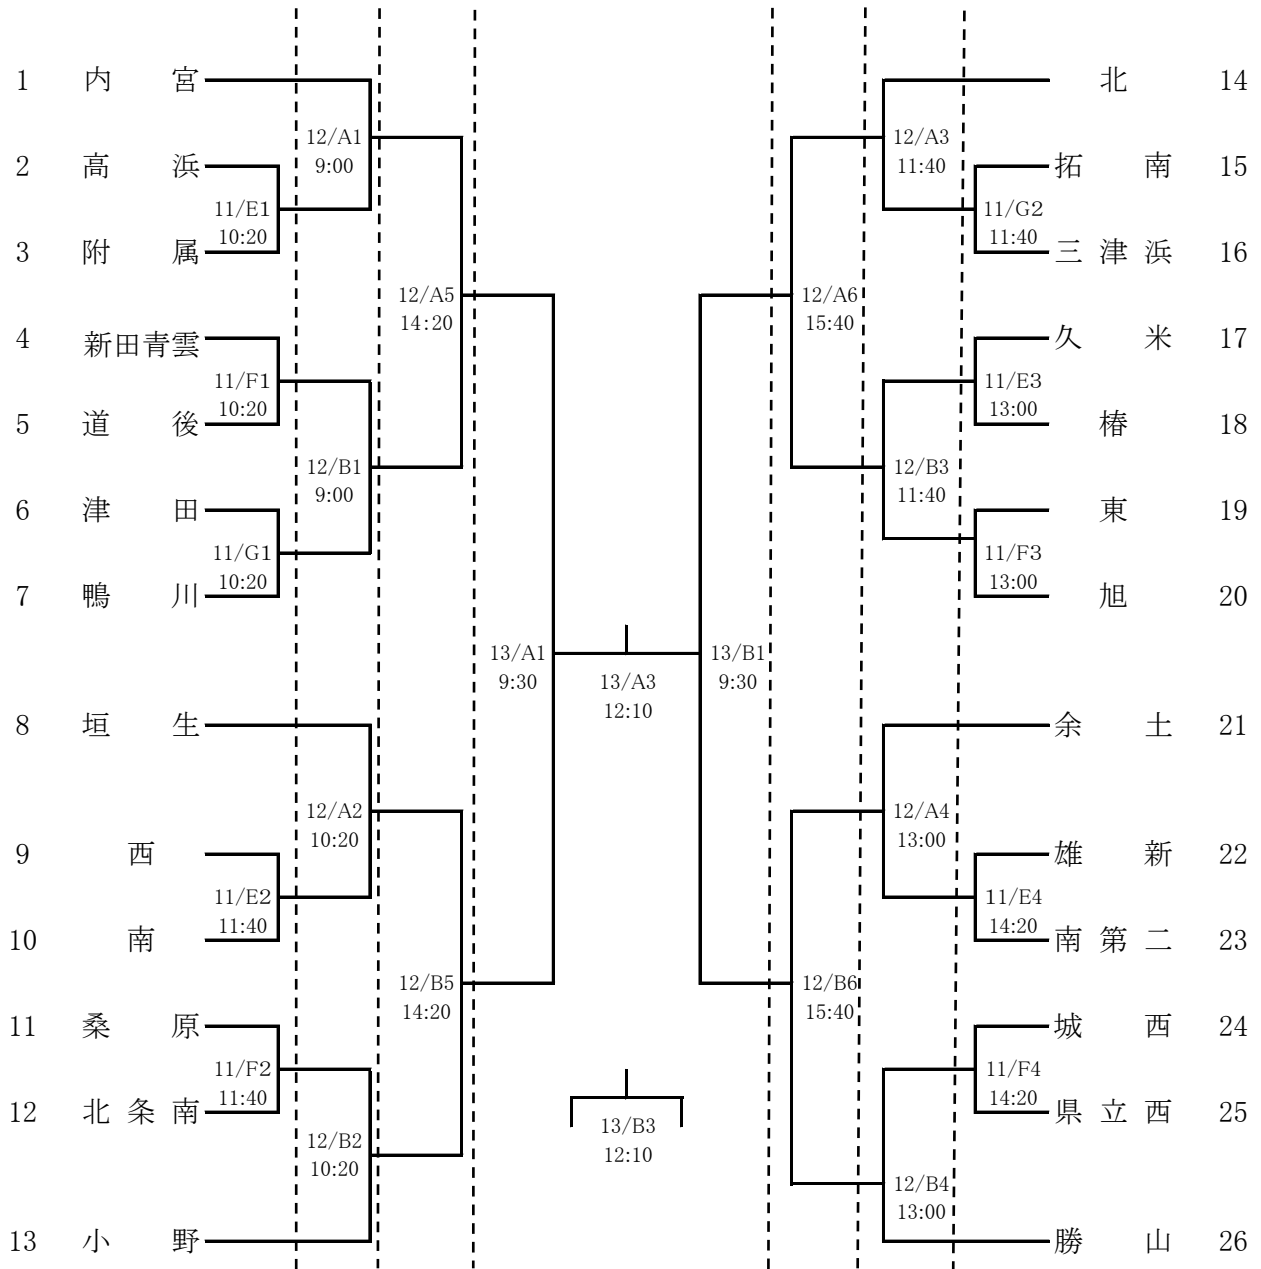 1 内 宮
12/A1
9:00
2 高 浜
11/E1
10:20
3 附 属
12/A5
14:20
4 新田青雲
11/F1
10:20
5 道 後
12/B1
9:00
6 津 田
11/G1
10:20
7 鴨 川
13/A1
9:30
8 垣 生
12/A2
10:20
9 西
11/E2
11:40
10 南
12/B5
14:20
11 桑 原
11/F2
11:40
12 北 条 南
12/B2
10:20
13 小 野
13/A3
12:10
13/B3
12:10
北 14
12/A3
11:40
拓 南 15
11/G2
11:40
三 津 浜 16
12/A6
15:40
久 米 17
11/E3
13:00
椿 18
12/B3
11:40
東 19
11/F3
13:00
旭 20
13/B1
9:30
余 土 21
12/A4
13:00
雄 新 22
11/E4
14:20
南 第 二 23
12/B6
15:40
城 西 24
11/F4
14:20
県 立 西 25
12/B4
13:00
勝 山 26